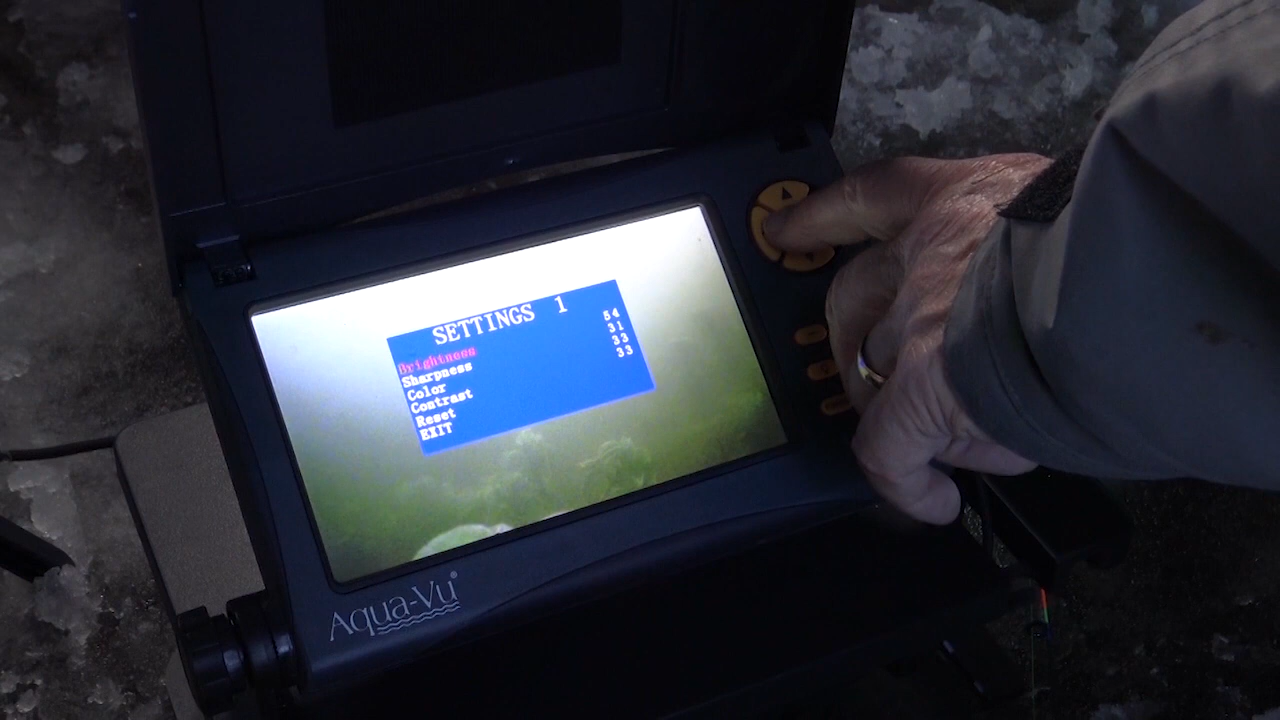 SETTINGS 1
Brightness 54
Sharpness 31
Color 33
Contrast 33
Reset
EXIT
Aqua-Vu®